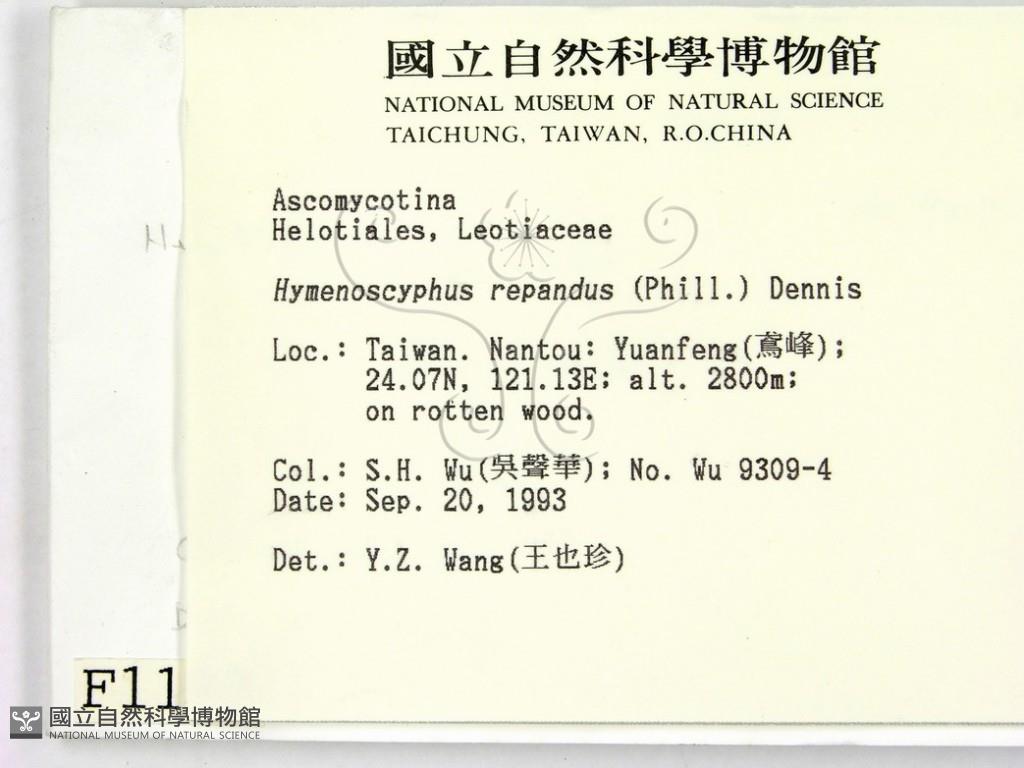 國立自然科學博物館
NATIONAL MUSEUM OF NATURAL SCIENCE
TAICHUNG, TAIWAN, R.O.CHINA
Ascomycotina
Helotiales, Leotiaceae
Hymenoscyphus repandus (Phill.) Dennis
Loc.: Taiwan. Nantou: Yuanfeng(鳶峰);
24.07N, 121.13E; alt. 2800m;
on rotten wood.
Col.: S.H. Wu(吳聲華); No. Wu 9309-4
Date: Sep. 20, 1993
Det.: Y.Z. Wang(王也珍)
F11
國立自然科學博物館
NATIONAL MUSEUM OF NATURAL SCIENCE